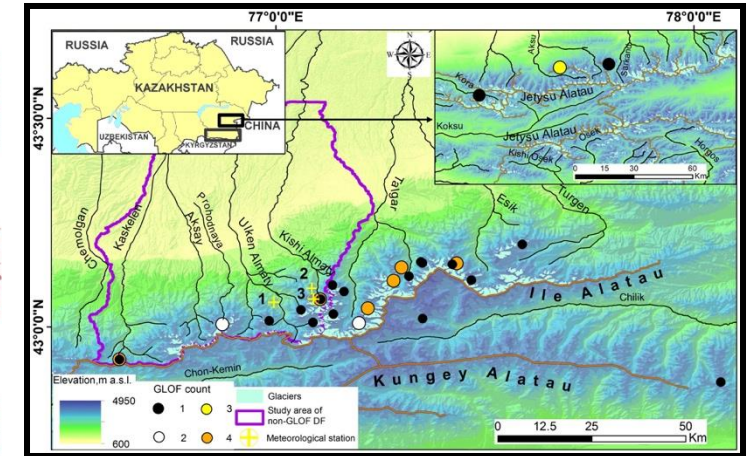 77°0'0"E
78°0'0"E
43°30'0"N
43°0'0"N
RUSSIA
RUSSIA
KAZAKHSTAN
UZBEKISTAN
KYRGYZSTAN
CHINA
N
W
E
S
Aksu
Sarkand
Kora
Jetysu Alatau
Koksu
Jetysu Alatau
Osek
Kishi Osek
Horgos
0 15 30 60
Km
Chemolgan
Kaskelen
Aksay
Prohodnaya
Ulken Almaty
Kishi Almaty
Talgar
Esik
Turgen
1
2
3
Ile Alatau
Chilik
Chon-Kemin
Kungey Alatau
Elevation,m a.s.l.
4950
600
GLOF count
1
3
2
4
Glaciers
Study area of
non-GLOF DF
Meteorological station
0 12.5 25 50
Km